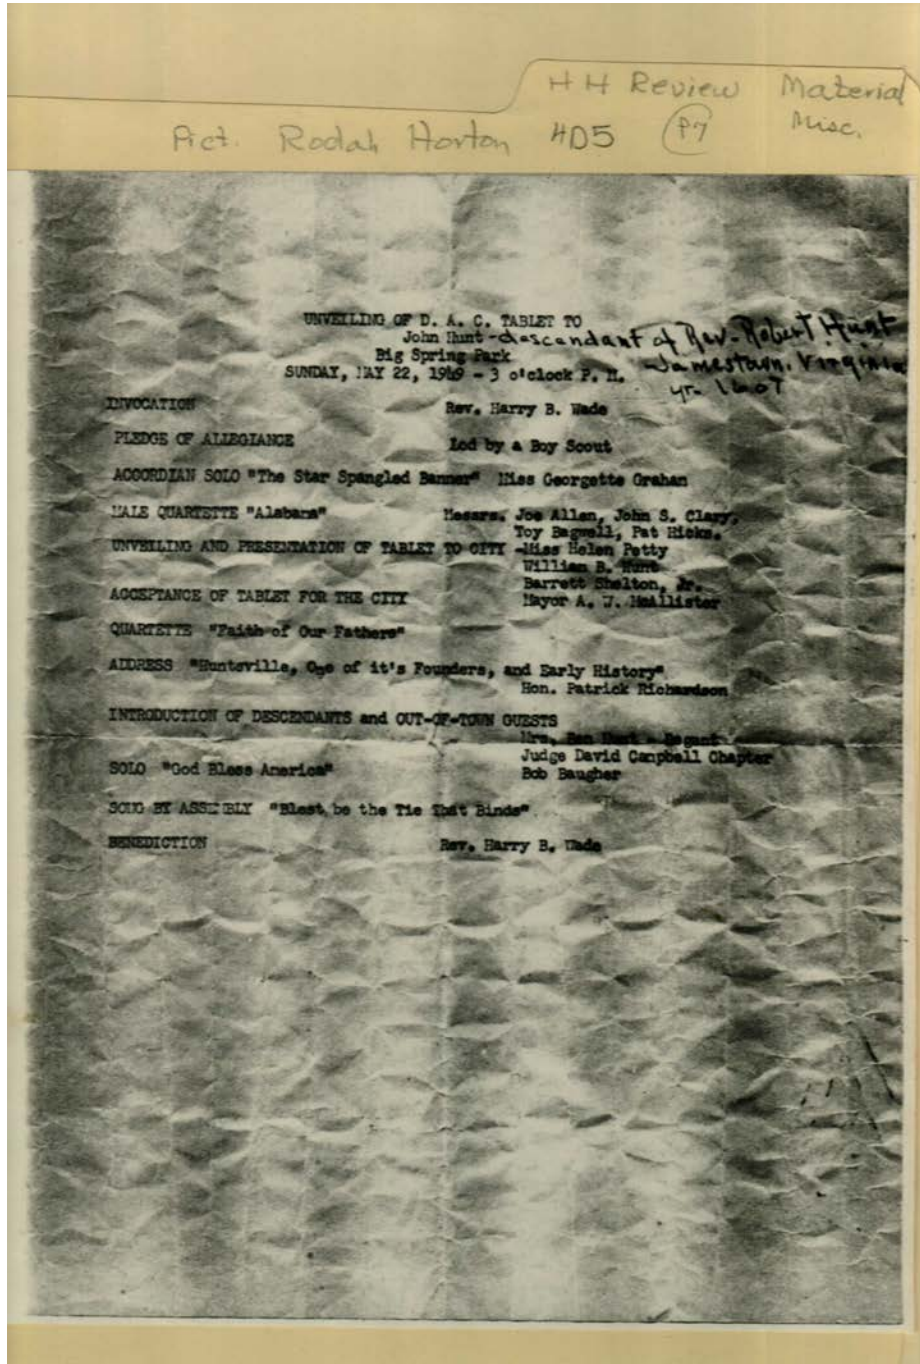 HH Review Material
Misc.
Pict. Rodah Horton 4D5 P7
UNVEILING OF D. A. C. TABLET TO
John Hunt - descendant of Rev. Robert Hunt
Big Spring Park Jamestown, Virginia
SUNDAY, MAY 22, 1949 - 3 o'clock P. M. yr. 1607
INVOCATION Rev. Harry B. Wade
PLEDGE OF ALLEGIANCE Led by a Boy Scout
ACCORDIAN SOLO "The Star Spangled Banner" Miss Georgette Graham
MALE QUARTETTE "Alabama" Messrs. Joe Allen, John S. Clary,
Toy Bagwell, Pat Hicks.
UNVEILING AND PRESENTATION OF TABLET TO CITY -Miss Helen Petty
William B. Hunt
Barrett Shelton, Jr.
ACCEPTANCE OF TABLET FOR THE CITY Mayor A. W. McAllister
QUARTETTE "Faith of Our Fathers"
ADDRESS "Huntsville, One of it's Founders, and Early History"
Hon. Patrick Richardson
INTRODUCTION OF DESCENDANTS and OUT-OF-TOWN GUESTS
Mrs. Ben Hunt - Regent
Judge David Campbell Chapter
SOLO "God Bless America" Bob Baugher
SONG BY ASSEMBLY "Blest be the Tie That Binds"
BENEDICTION Rev. Harry B. Wade